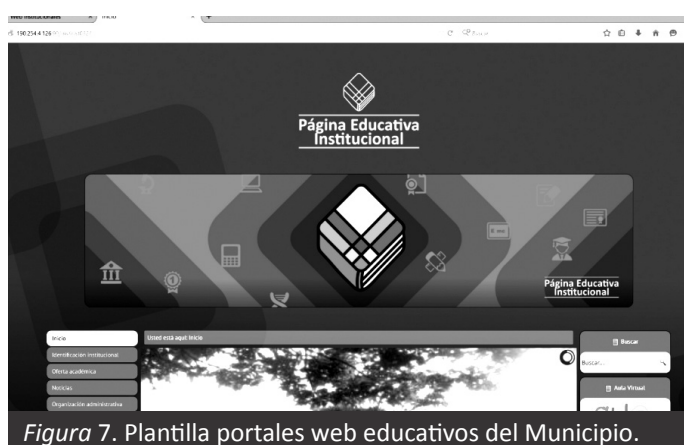 Web Institucionales
Inicio
190.254.4.126
Buscar
Página Educativa
Institucional
Página Educativa
Institucional
Inicio
Identificación institucional
Oferta académica
Noticias
Organización administrativa
Usted está aquí: Inicio
Buscar
Buscar...
Aula Virtual
Figura 7. Plantilla portales web educativos del Municipio.